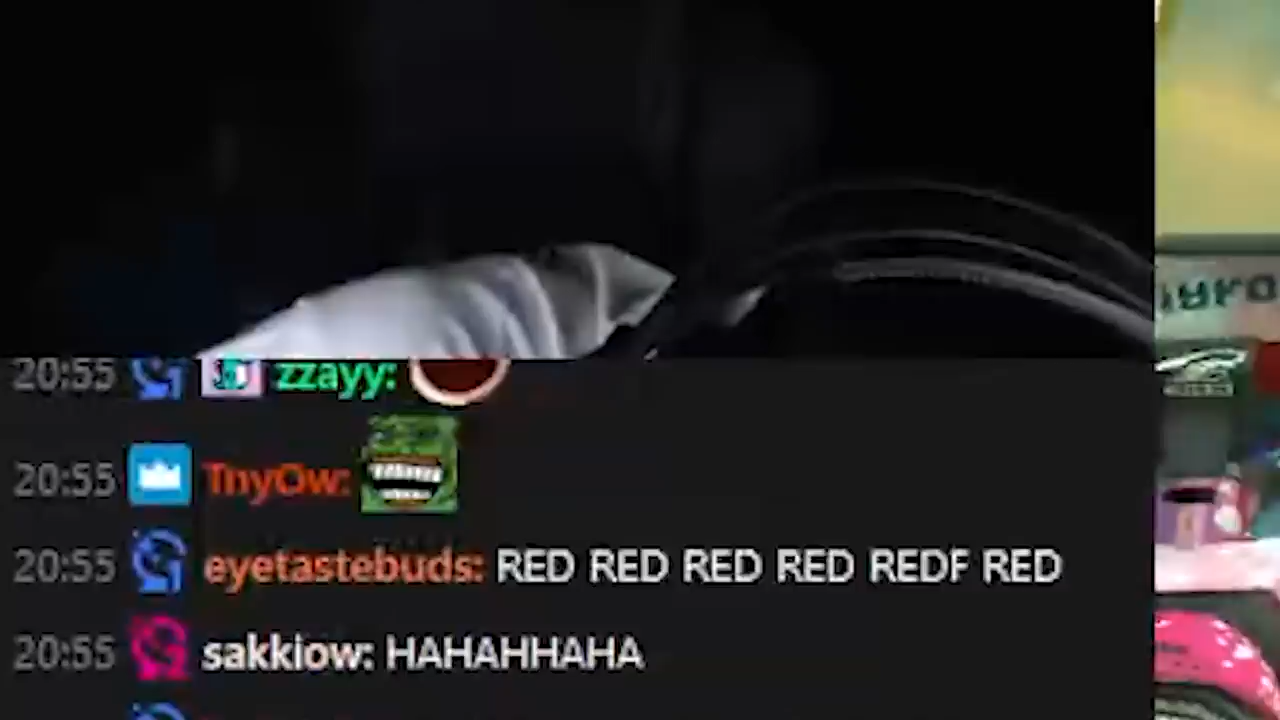 20:55 zzayy:
20:55 TnyOw:
20:55 eyetastebuds: RED RED RED RED REDF RED
20:55 sakkiow: HAHAHHAHA